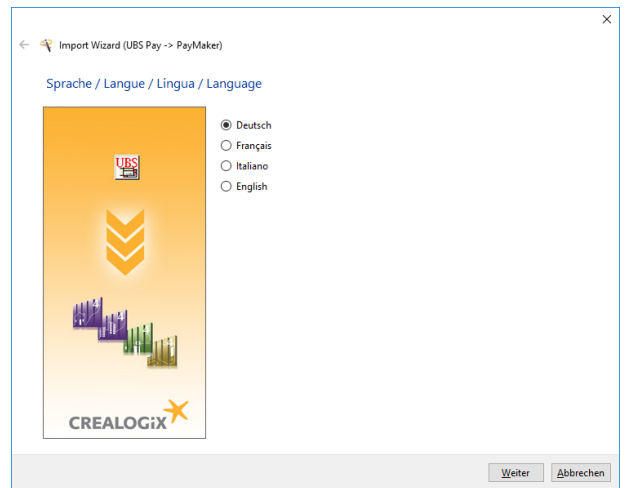 Import Wizard (UBS Pay -> PayMaker)
Sprache / Langue / Lingua / Language
Deutsch
Français
Italiano
English
UBS
CREALOGIX
Weiter
Abbrechen